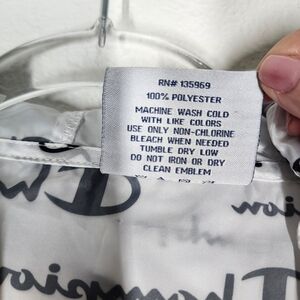 RN# 135969
100% POLYESTER
MACHINE WASH COLD
WITH LIKE COLORS
USE ONLY NON-CHLORINE
BLEACH WHEN NEEDED
TUMBLE DRY LOW
DO NOT IRON OR DRY
CLEAN EMBLEM
Champion